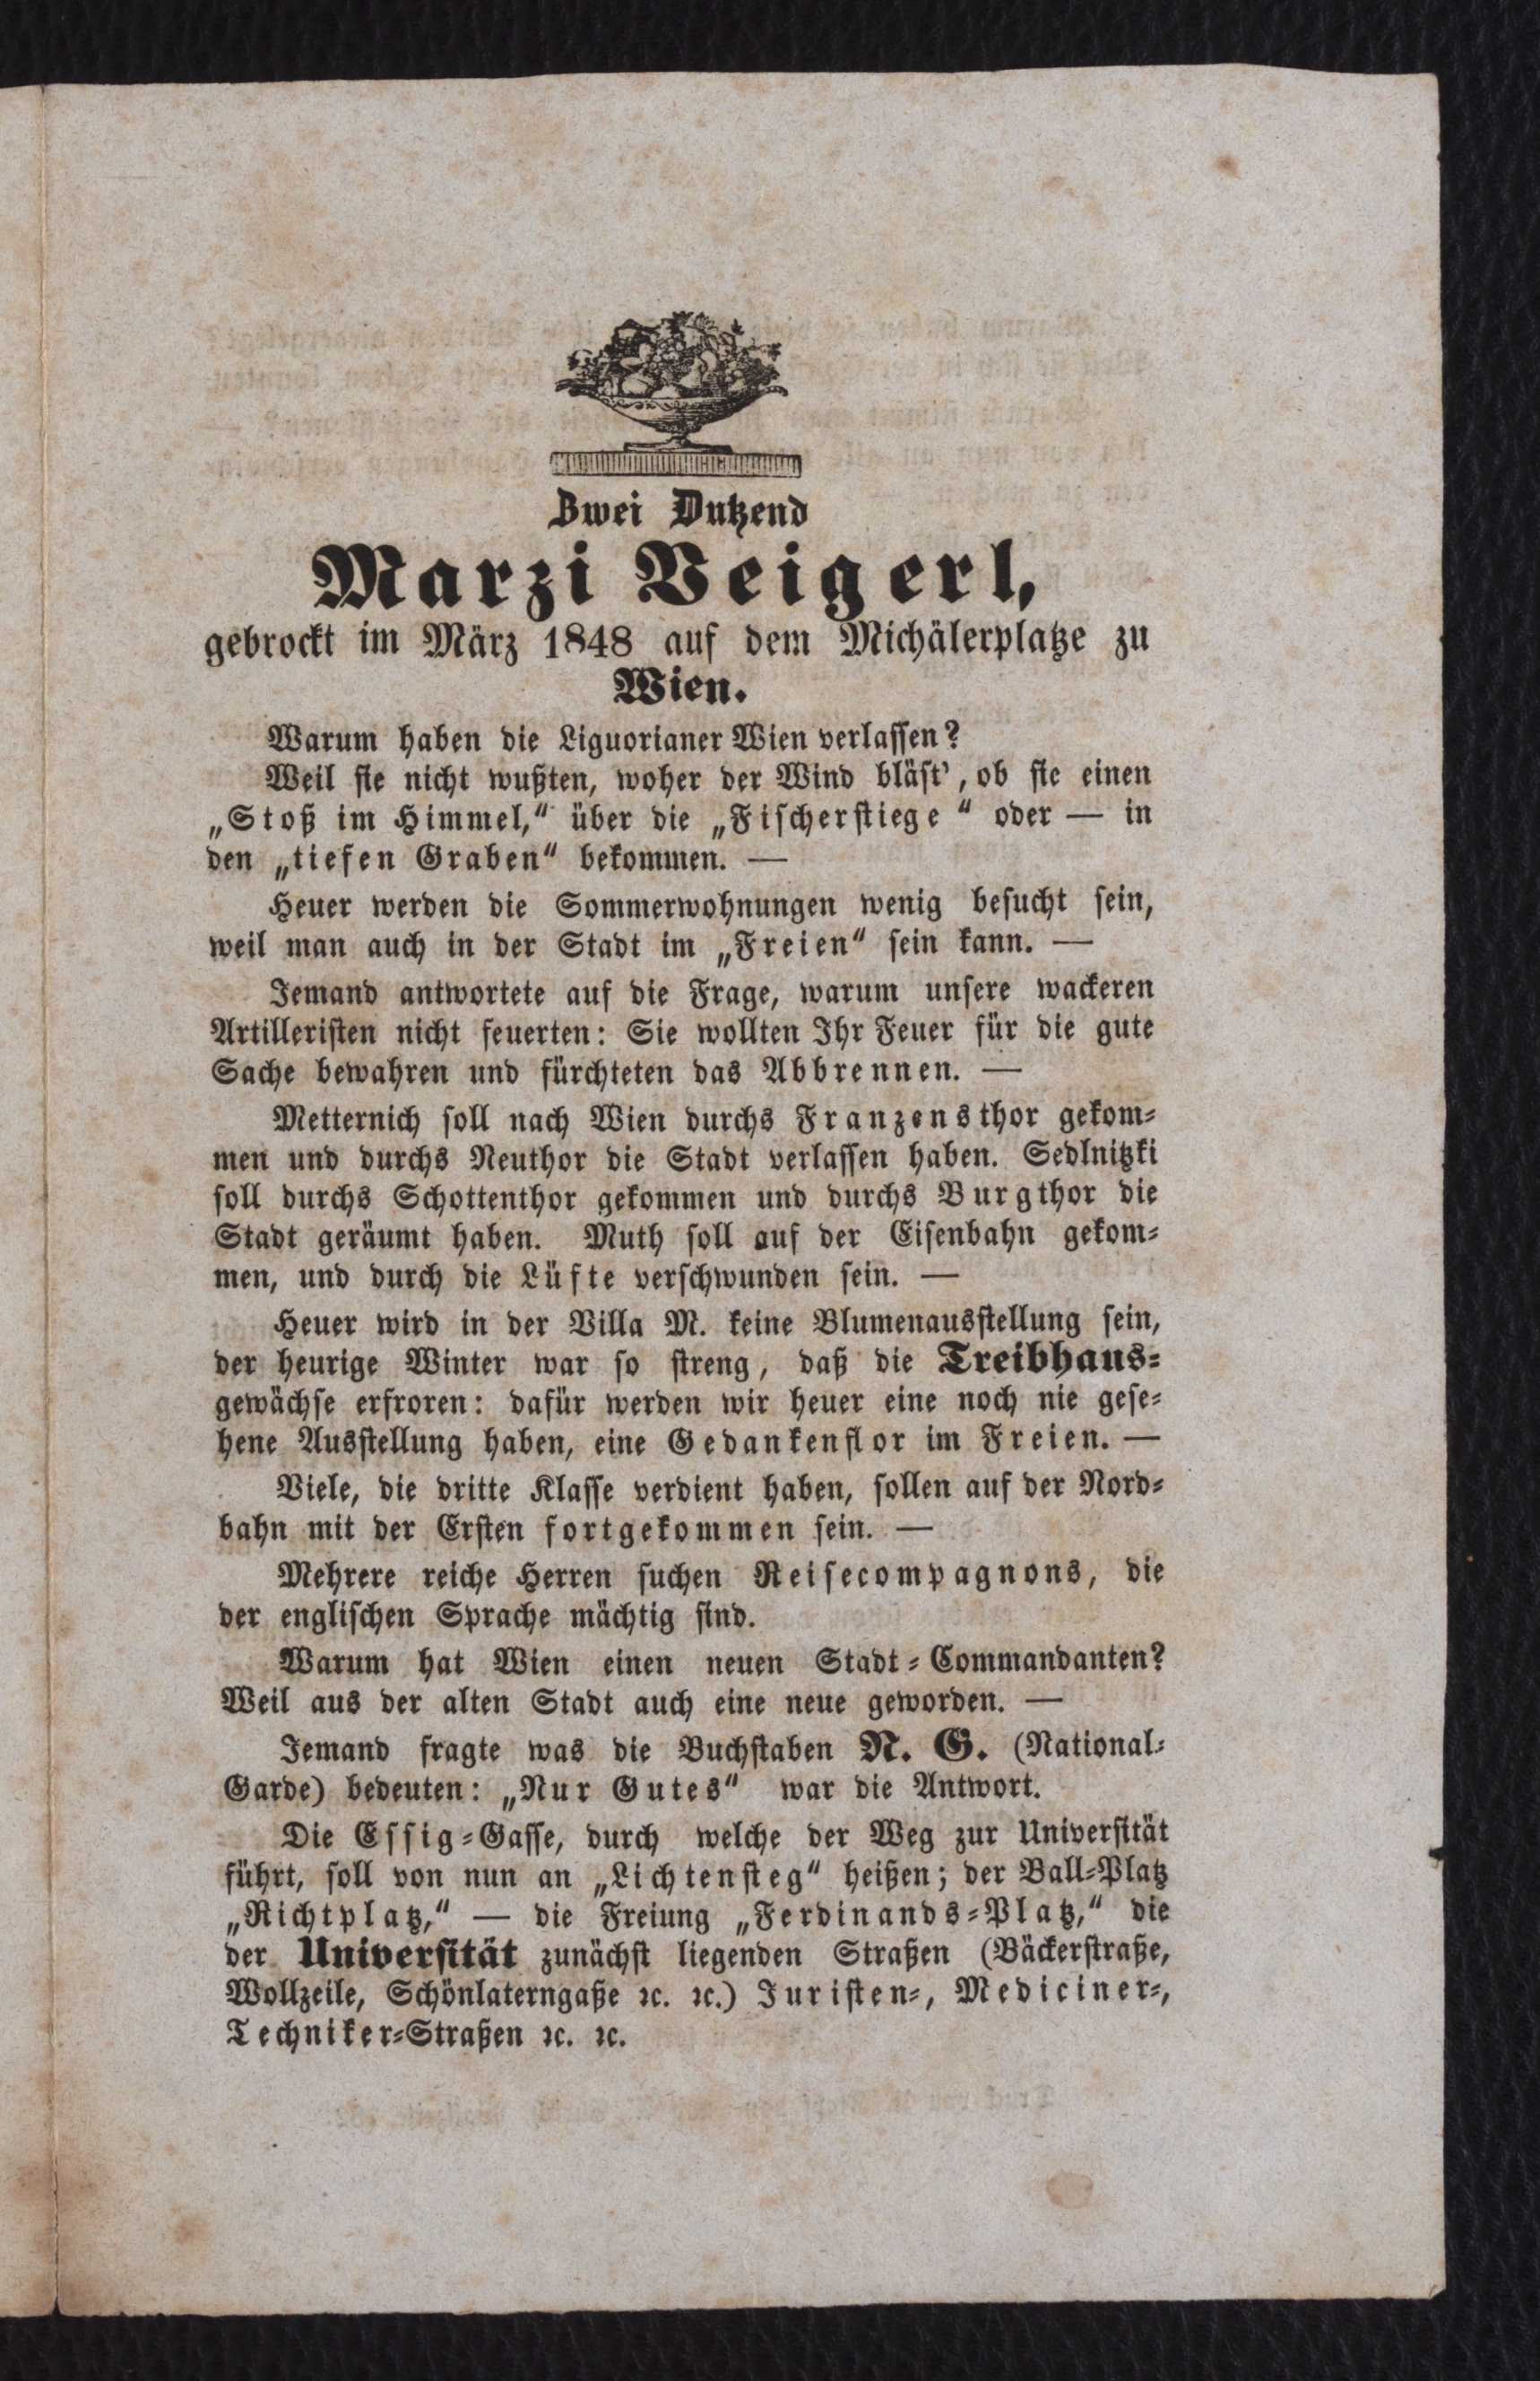 Zwei Dutzend
Marzi Veigerl,
gebrockt im März 1848 auf dem Michälerplatze zu
Wien.
Warum haben die Liguorianer Wien verlassen?
Weil sie nicht wußten, woher der Wind bläst', ob sie einen
„Stoß im Himmel,“ über die „Fischerstiege“ oder — in
den „tiefen Graben“ bekommen. —
Heuer werden die Sommerwohnungen wenig besucht sein,
weil man auch in der Stadt im „Freien“ sein kann. —
Jemand antwortete auf die Frage, warum unsere wackeren
Artilleristen nicht feuerten: Sie wollten Ihr Feuer für die gute
Sache bewahren und fürchteten das Abbrennen. —
Metternich soll nach Wien durchs Franzensthor gekom-
men und durchs Neuthor die Stadt verlassen haben. Sedlnitzki
soll durchs Schottenthor gekommen und durchs Burgthor die
Stadt geräumt haben. Muth soll auf der Eisenbahn gekom-
men, und durch die Lüfte verschwunden sein. —
Heuer wird in der Villa M. keine Blumenausstellung sein,
der heurige Winter war so streng, daß die Treibhaus-
gewächse erfroren: dafür werden wir heuer eine noch nie gese-
hene Ausstellung haben, eine Gedankenflor im Freien. —
Viele, die dritte Klasse verdient haben, sollen auf der Nord-
bahn mit der Ersten fortgekommen sein. —
Mehrere reiche Herren suchen Reisecompagnons, die
der englischen Sprache mächtig sind.
Warum hat Wien einen neuen Stadt-Commandanten?
Weil aus der alten Stadt auch eine neue geworden. —
Jemand fragte was die Buchstaben N. G. (National-
Garde) bedeuten: „Nur Gutes“ war die Antwort.
Die Essig-Gasse, durch welche der Weg zur Universität
führt, soll von nun an „Lichtensteg“ heißen; der Ball-Platz
„Richtplatz,“ — die Freiung „Ferdinands-Platz,“ die
der Universität zunächst liegenden Straßen (Bäckerstraße,
Wollzeile, Schönlaterngaße ꝛc. ꝛc.) Juristen-, Mediciner-,
Techniker-Straßen ꝛc. ꝛc.